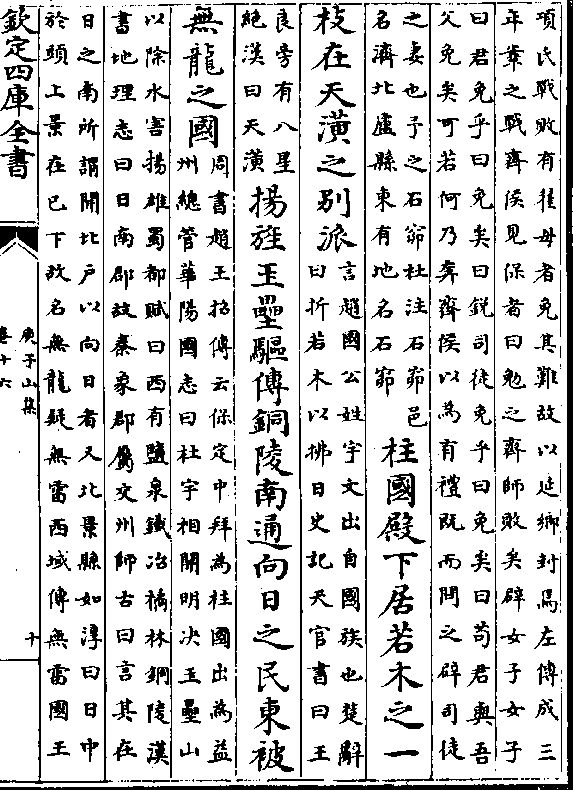 項氏戰敗有獲母者免其難故以延鄉封焉左傳成三
年鞌之戰齊侯見保者曰勉之齊師敗矣辟女子女子
曰君免乎曰免矣曰鋭司徒免乎曰免矣曰茍君與吾
父免矣可若何乃奔齊侯以為有禮既而問之辟司徒
之妻也予之石窌杜注石窌邑
名濟北盧縣東有地名石窌
柱國殿下居若木之一
枝在天潢之别派
言趙國公姓宇文出自國族也楚辭
曰折若木以拂日史記天官書曰王
良旁有八星
絶漢曰天潢
揚旌玉壘驅傳銅陵南通向日之民東被
無龍之國
周書趙王招傳云保定中拜為柱國出為益
州總管華陽國志曰杜宇相開明决玉壘山
以除水害揚雄蜀都賦曰西有鹽泉鐵冶橘林銅陵漢
書地理志曰日南郡故秦象郡屬交州師古曰言其在
日之南所謂開北戶以向日者又北景縣如淳曰日中
於頭上景在已下故名無龍疑無雷西域傳無雷國王
欽定四庫全書
庾子山集
卷十六
十